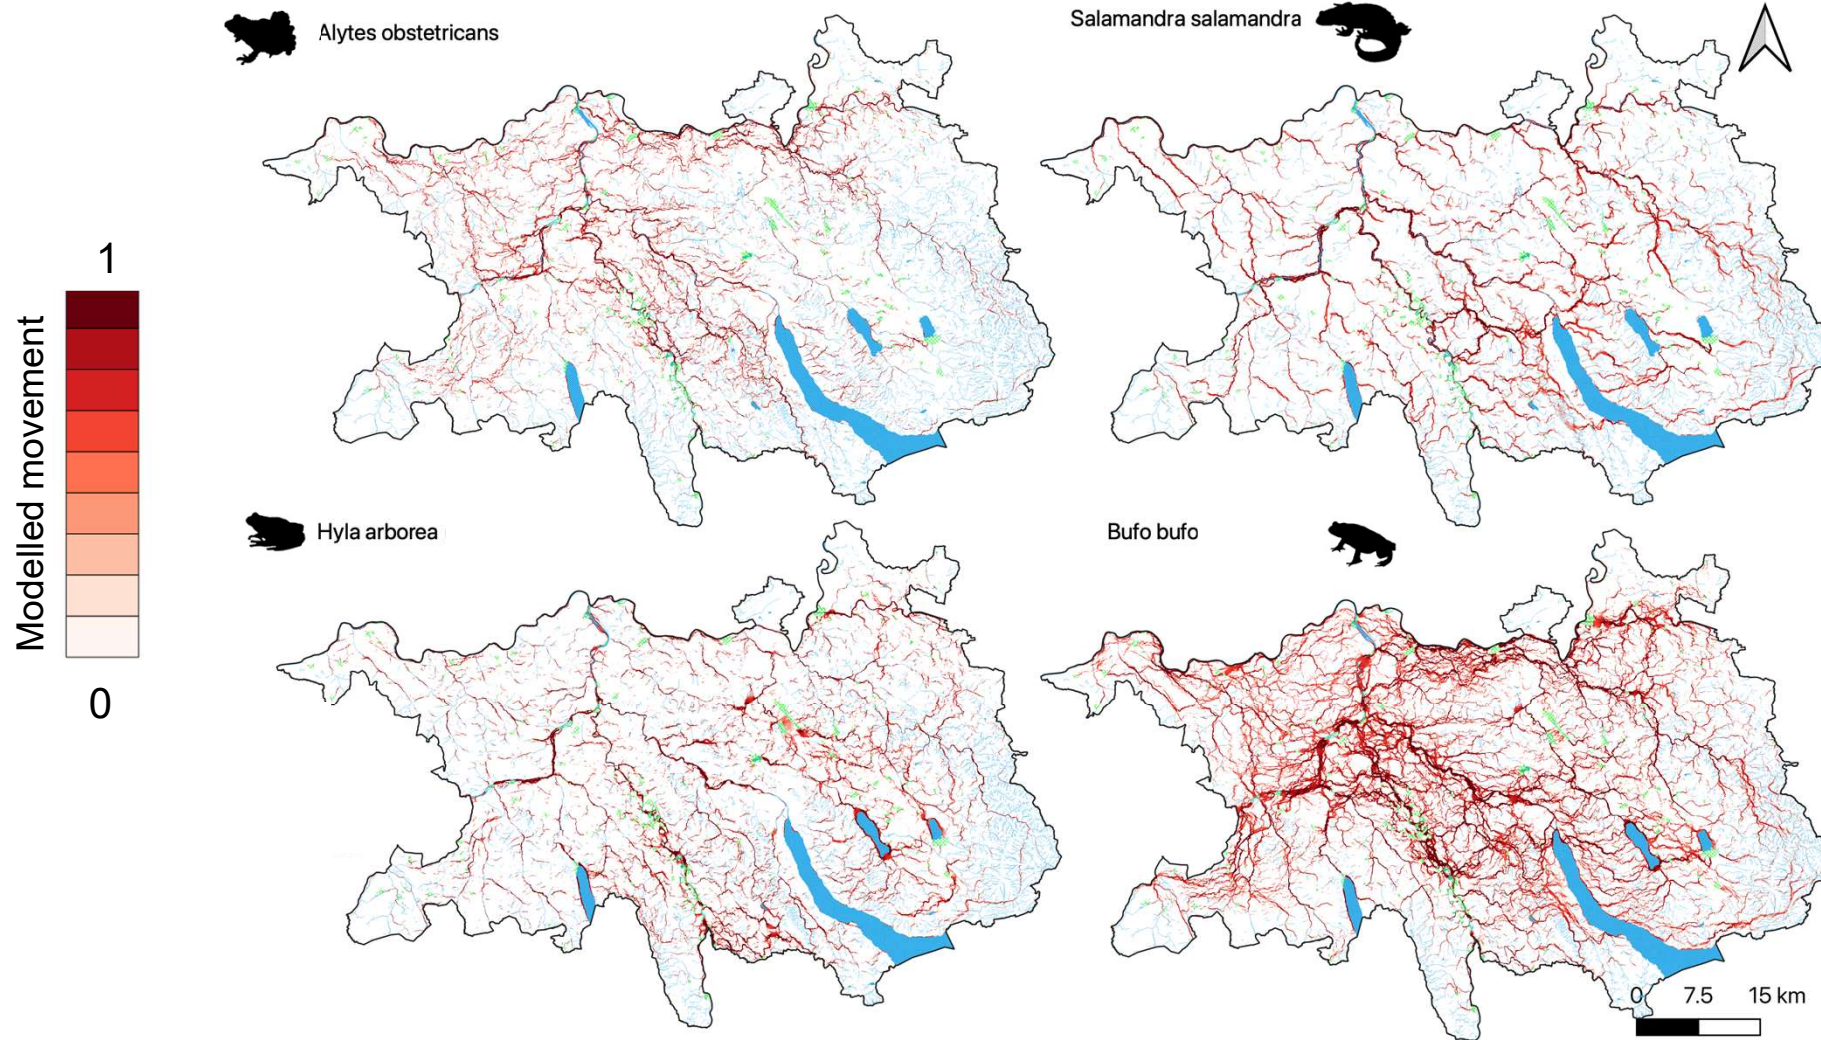 Alytes obstetricans
Salamandra salamandra
1
Modelled movement
0
Hyla arborea
Bufo bufo
0 7.5 15 km